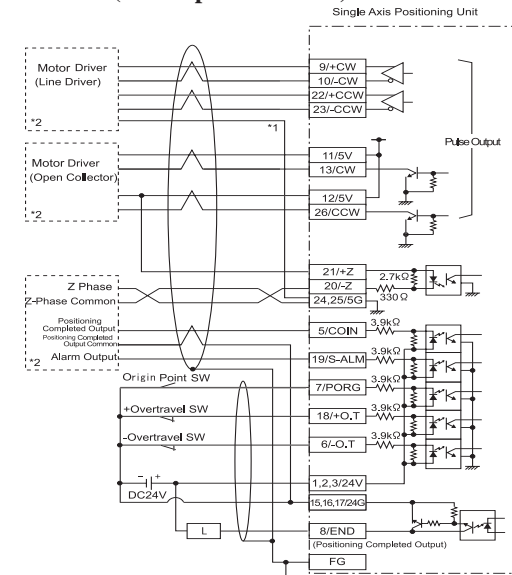 Single Axis Positioning Unit
Motor Driver
(Line Driver)
*2
9/+CW
10/-CW
22/+CCW
23/-CCW
*1
Pulse Output
Motor Driver
(Open Collector)
*2
11/5V
13/CW
12/5V
26/CCW
21/+Z
20/-Z
24,25/5G
2.7kΩ
330 Ω
Z Phase
Z-Phase Common
Positioning
Completed Output
Positioning Completed
Output Common
*2 Alarm Output
5/COIN
3.9kΩ
19/S-ALM
3.9kΩ
Origin Point SW
7/PORG
3.9kΩ
+Overtravel SW
18/+O.T
3.9kΩ
-Overtravel SW
6/-O.T
3.9kΩ
- +
DC24V
1,2,3/24V
15,16,17/24G
L
8/END
(Positioning Completed Output)
FG